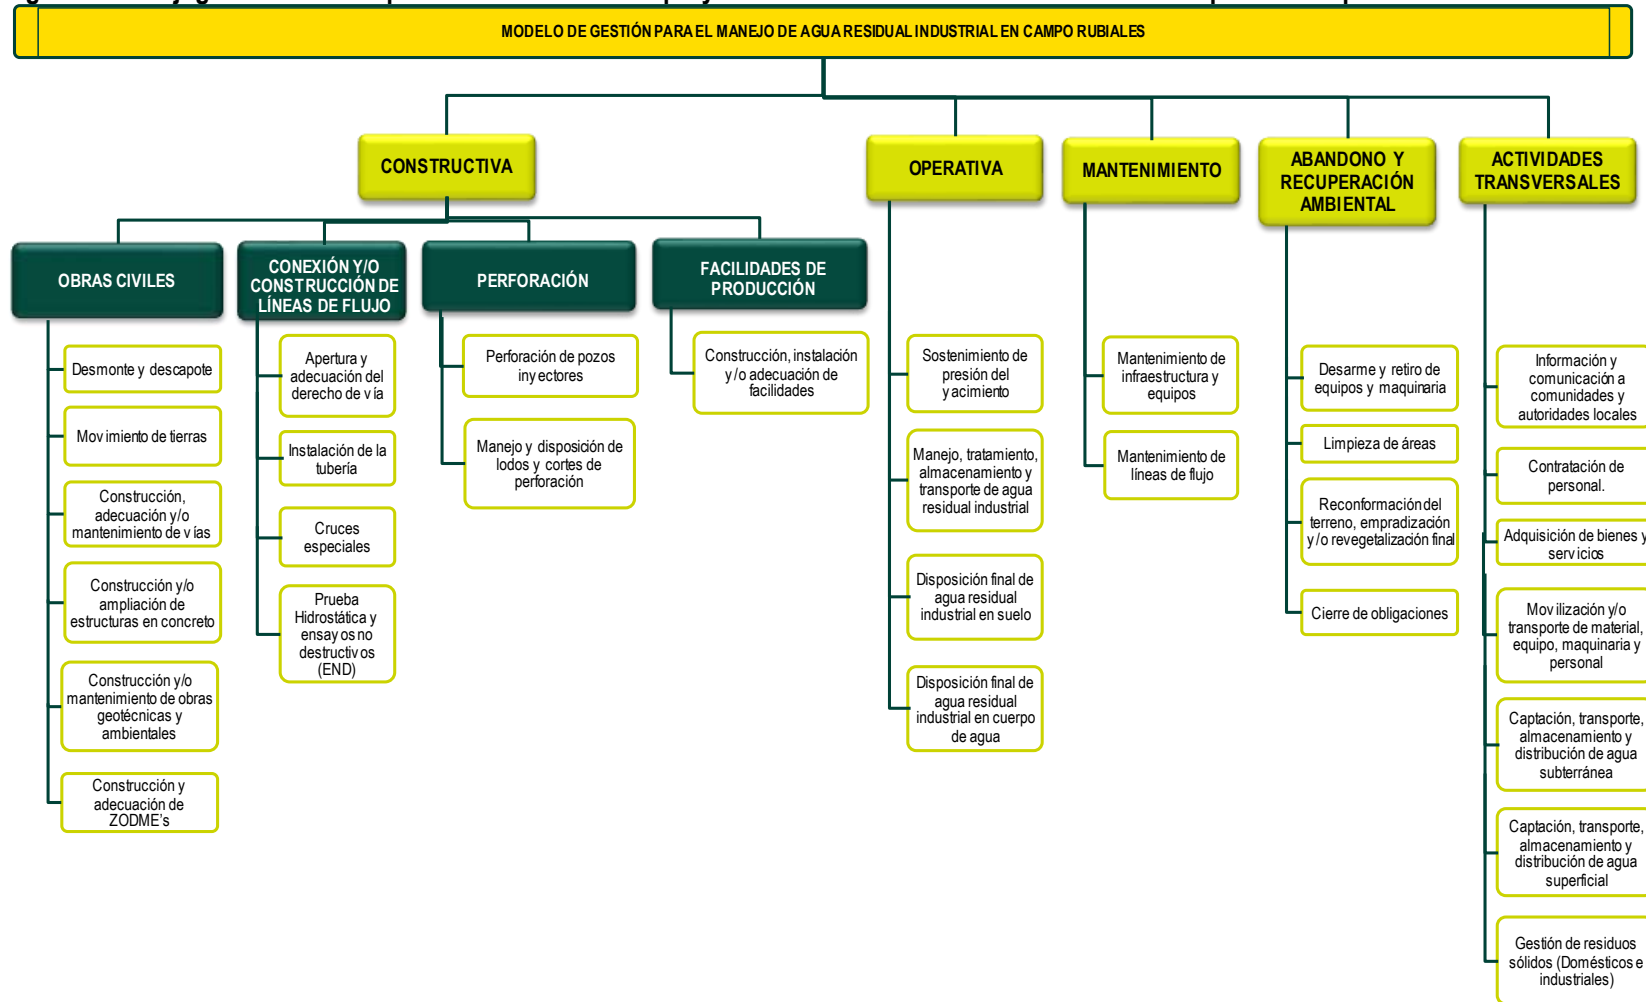 MODELO DE GESTIÓN PARA EL MANEJO DE AGUA RESIDUAL INDUSTRIAL EN CAMPO RUBIALES
CONSTRUCTIVA
OPERATIVA
MANTENIMIENTO
ABANDONO Y
RECUPERACIÓN
AMBIENTAL
ACTIVIDADES
TRANSVERSALES
OBRAS CIVILES
CONEXIÓN Y/O
CONSTRUCCIÓN DE
LÍNEAS DE FLUJO
PERFORACIÓN
FACILIDADES DE
PRODUCCIÓN
Desmonte y descapote
Movimiento de tierras
Construcción,
adecuación y/o
mantenimiento de vías
Construcción y/o
ampliación de
estructuras en concreto
Construcción y/o
mantenimiento de obras
geotécnicas y
ambientales
Construcción y
adecuación de
ZODME's
Apertura y
adecuación del
derecho de vía
Instalación de la
tubería
Cruces
especiales
Prueba
Hidrostática y
ensayos no
destructivos
(END)
Perforación de pozos
inyectores
Manejo y disposición de
lodos y cortes de
perforación
Construcción, instalación
y/o adecuación de
facilidades
Sostenimiento de
presión del
yacimiento
Manejo, tratamiento,
almacenamiento y
transporte de agua
residual industrial
Disposición final de
agua residual
industrial en suelo
Disposición final de
agua residual
industrial en cuerpo
de agua
Mantenimiento de
infraestructura y
equipos
Mantenimiento de
líneas de flujo
Desarme y retiro de
equipos y maquinaria
Limpieza de áreas
Reconformación del
terreno, empradización
y/o revegetalización final
Cierre de obligaciones
Información y
comunicación a
comunidades y
autoridades locales
Contratación de
personal.
Adquisición de bienes y
servicios
Movilización y/o
transporte de material,
equipo, maquinaria y
personal
Captación, transporte,
almacenamiento y
distribución de agua
subterránea
Captación, transporte,
almacenamiento y
distribución de agua
superficial
Gestión de residuos
sólidos (Domésticos e
industriales)